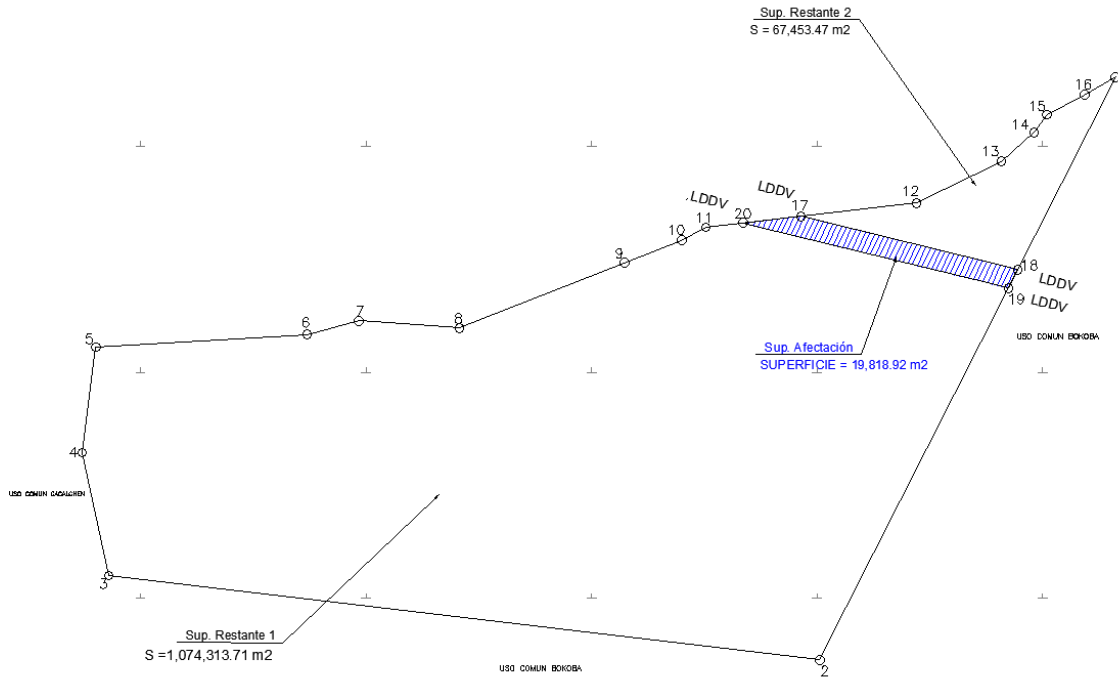 Sup. Restante 2
S = 67,453.47 m2
16
15
14
13
12
LDDV
17
.LDDV
20
11
10
9
18
LDDV
19
LDDV
7
8
6
5
USO COMUN BOKOBA
Sup. Afectación
SUPERFICIE = 19,818.92 m2
4
USO COMUN CACALCHEN
3
Sup. Restante 1
S =1,074,313.71 m2
USO COMUN BOKOBA
2